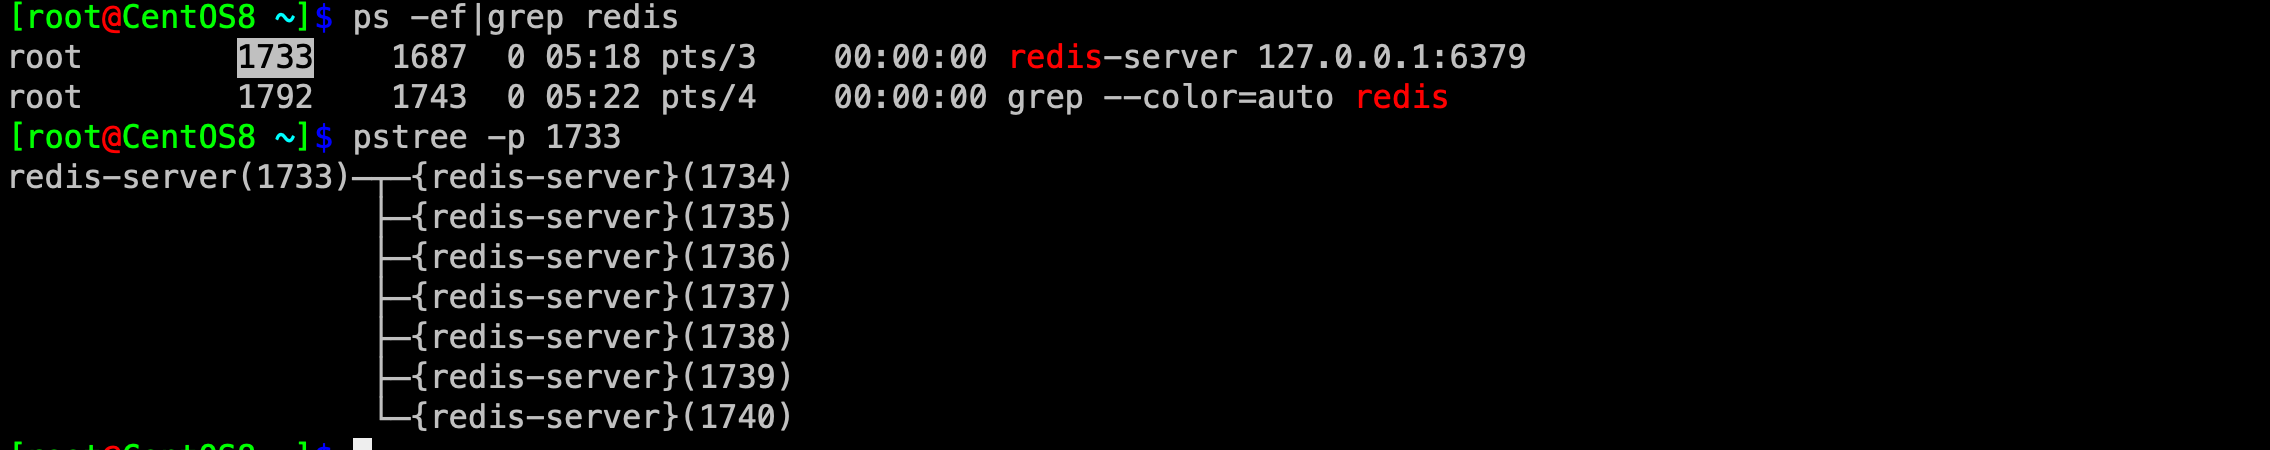 [root@CentOS8 ~]$ ps -ef|grep redis
root        1733    1687  0 05:18 pts/3    00:00:00 redis-server 127.0.0.1:6379
root        1792    1743  0 05:22 pts/4    00:00:00 grep --color=auto redis
[root@CentOS8 ~]$ pstree -p 1733
redis-server(1733)─┬─{redis-server}(1734)
                   ├─{redis-server}(1735)
                   ├─{redis-server}(1736)
                   ├─{redis-server}(1737)
                   ├─{redis-server}(1738)
                   ├─{redis-server}(1739)
                   └─{redis-server}(1740)
[root@CentOS8 ~]$